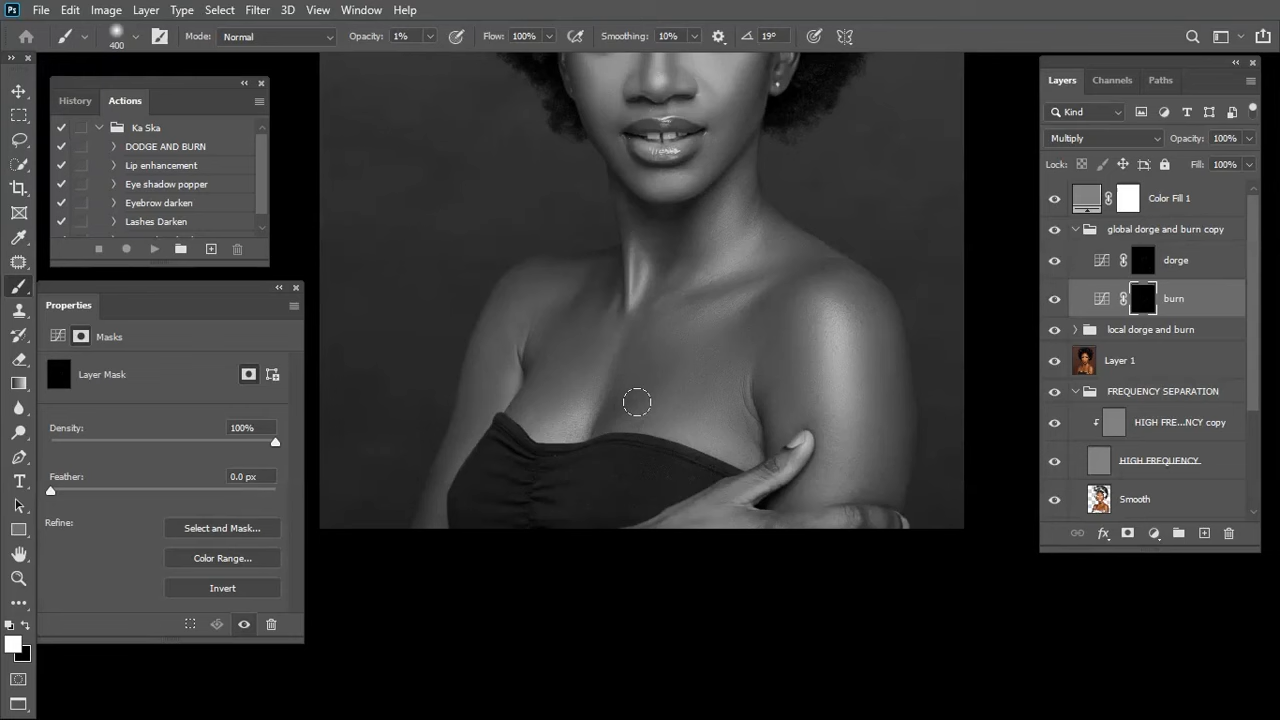 Ps File Edit Image Layer Type Select Filter 3D View Window Help
400 Mode: Normal Opacity: 1% Flow: 100% Smoothing: 10% 19°
History Actions
Ka Ska
DODGE AND BURN
Lip enhancement
Eye shadow popper
Eyebrow darken
Lashes Darken
Properties
Masks
Layer Mask
Density: 100%
Feather: 0.0 px
Refine: Select and Mask...
Color Range...
Invert
Layers Channels Paths
Kind
Multiply Opacity: 100%
Lock: Fill: 100%
Color Fill 1
global dorge and burn copy
dorge
burn
local dorge and burn
Layer 1
FREQUENCY SEPARATION
HIGH FRE...NCY copy
HIGH FREQUENCY
Smooth
fx